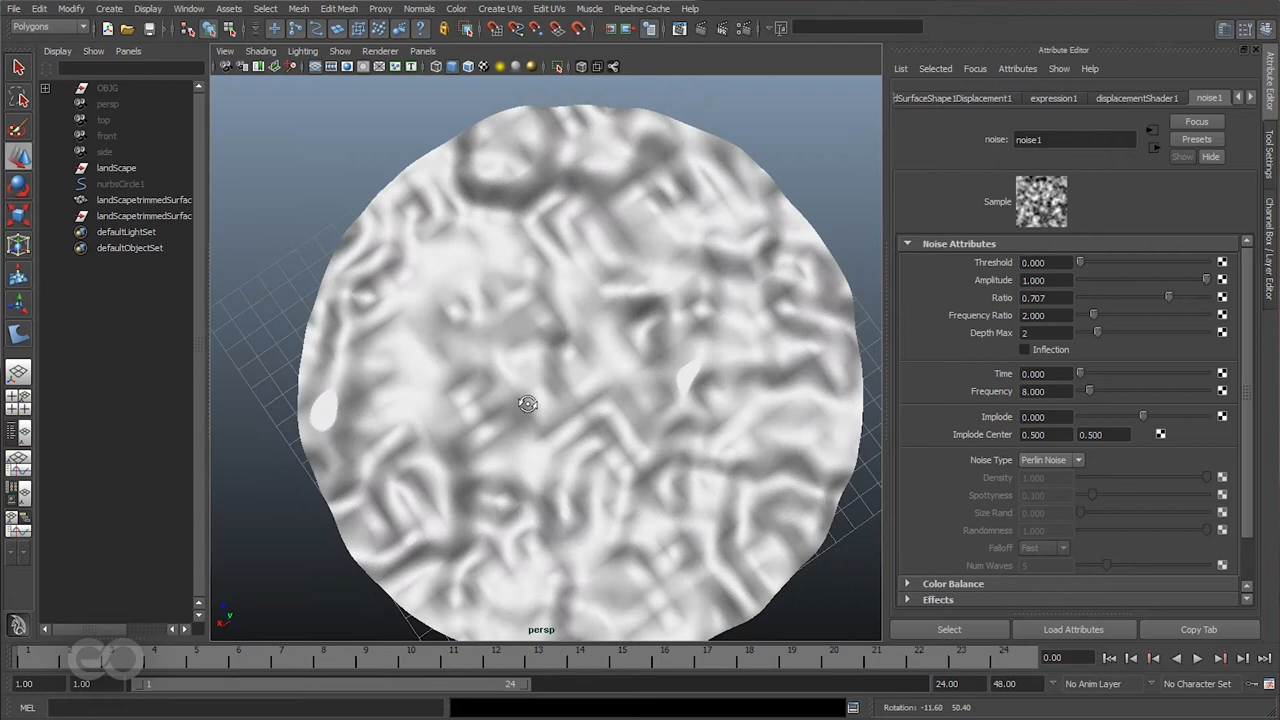 File Edit Modify Create Display Window Assets Select Mesh Edit Mesh Proxy Normals Color Create UVs Edit UVs Muscle Pipeline Cache Help
Polygons
Display Show Panels
View Shading Lighting Show Renderer Panels
Attribute Editor
List Selected Focus Attributes Show Help
dSurfaceShape1Displacement1 expression1 displacementShader1 noise1
OBJG
persp
top
front
side
landScape
nurbsCircle1
landScapetrimmedSurfac
landScapetrimmedSurfac
defaultLightSet
defaultObjectSet
noise: noise1
Focus
Presets
Show Hide
Sample
Noise Attributes
Threshold 0.000
Amplitude 1.000
Ratio 0.707
Frequency Ratio 2.000
Depth Max 2
Inflection
Time 0.000
Frequency 8.000
Implode 0.000
Implode Center 0.500 0.500
Noise Type Perlin Noise
Density 1.000
Spottyness 0.100
Size Rand 0.000
Randomness 1.000
Falloff Fast
Num Waves 5
Color Balance
Effects
Select Load Attributes Copy Tab
Attribute Editor
Tool Settings
Channel Box / Layer Editor
y
x
persp
1 2 3 4 5 6 7 8 9 10 11 12 13 14 15 16 17 18 19 20 21 22 23 24
0.00
1.00 1.00 1 24 24.00 48.00 No Anim Layer No Character Set
MEL Rotation: -11.60 50.40